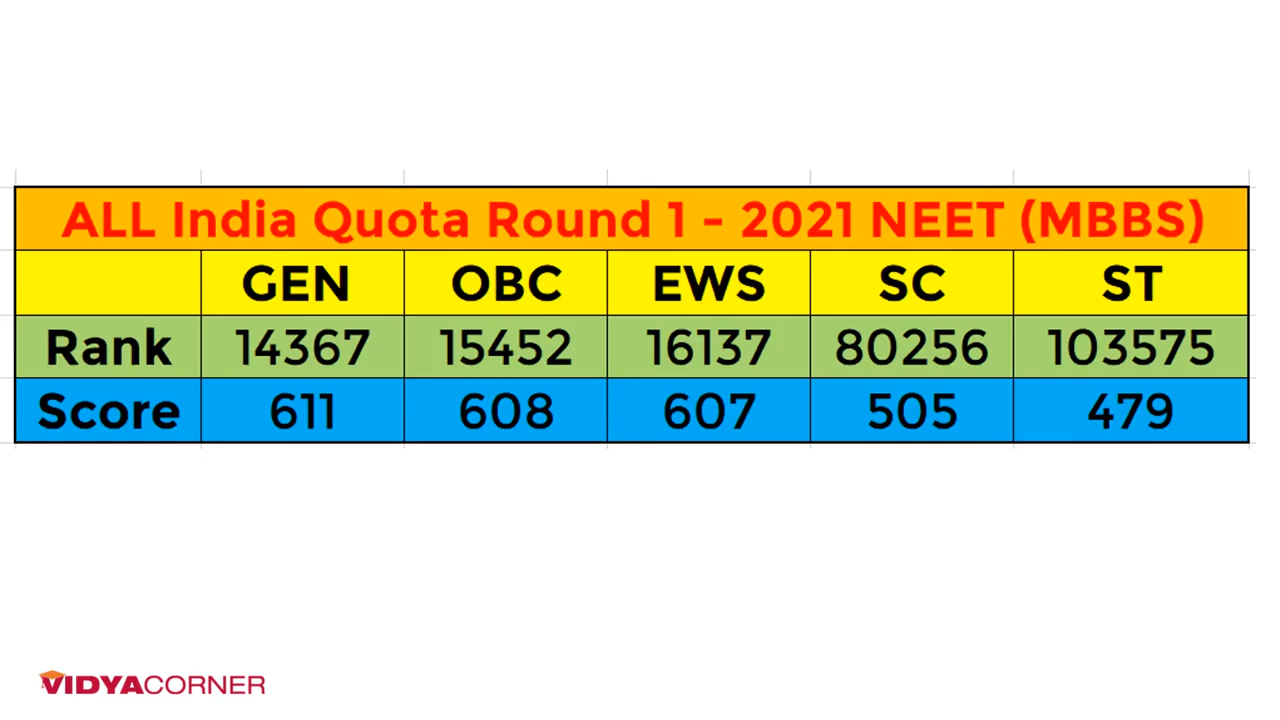 ALL India Quota Round 1 - 2021 NEET (MBBS)
GEN OBC EWS SC ST
Rank 14367 15452 16137 80256 103575
Score 611 608 607 505 479
VIDYACORNER